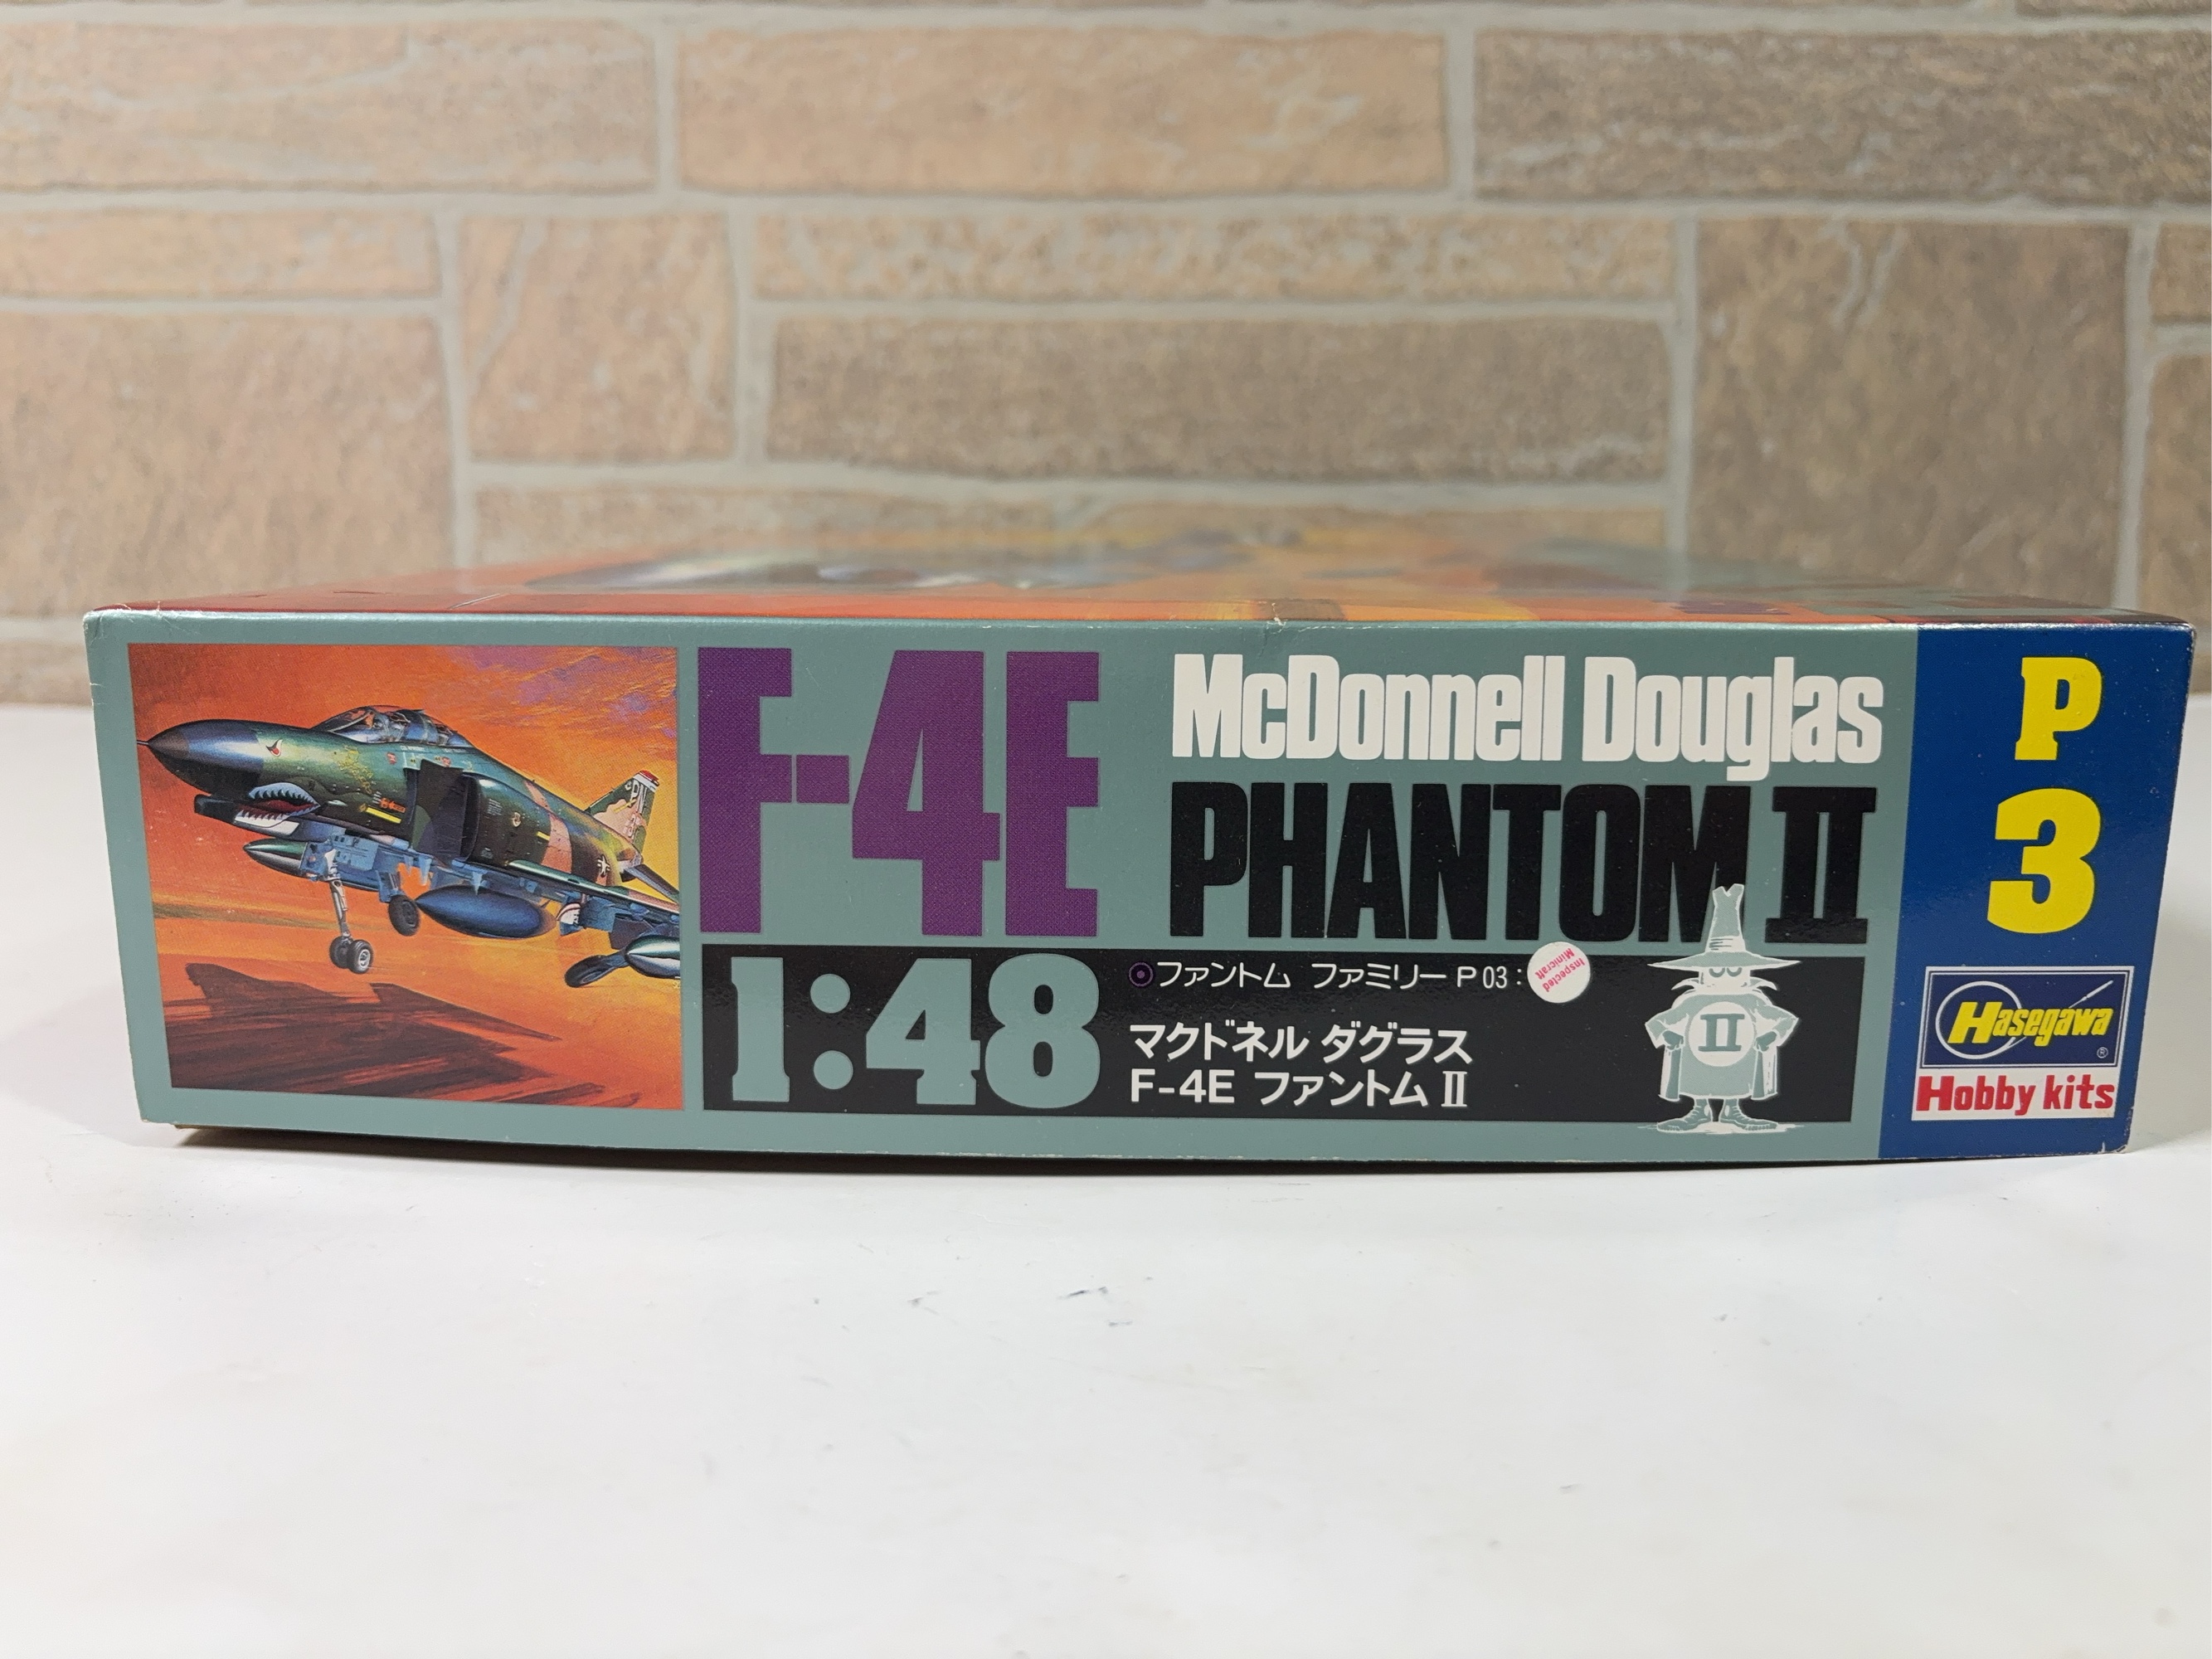 F-4E
McDonnell Douglas
PHANTOM II
1:48
ファントム ファミリー P 03 :
Inspected
Minicraft
マクドネル ダグラス
F-4E ファントム II
II
P
3
Hasegawa ®
Hobby kits